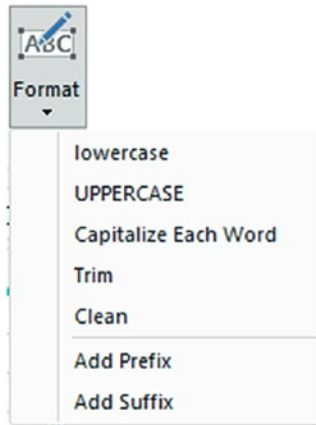 ABC
Format
lowercase
UPPERCASE
Capitalize Each Word
Trim
Clean
Add Prefix
Add Suffix